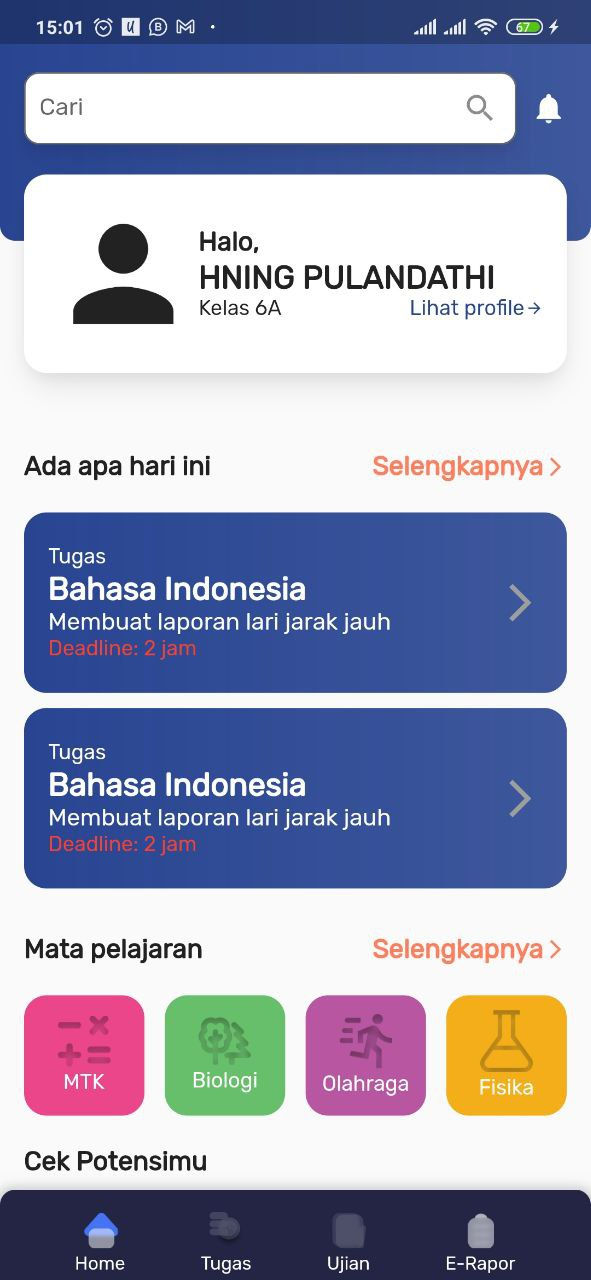 15:01
67
Cari
Halo,
HNING PULANDATHI
Kelas 6A
Lihat profile
Ada apa hari ini
Selengkapnya
Tugas
Bahasa Indonesia
Membuat laporan lari jarak jauh
Deadline: 2 jam
Tugas
Bahasa Indonesia
Membuat laporan lari jarak jauh
Deadline: 2 jam
Mata pelajaran
Selengkapnya
MTK
Biologi
Olahraga
Fisika
Cek Potensimu
Home
Tugas
Ujian
E-Rapor